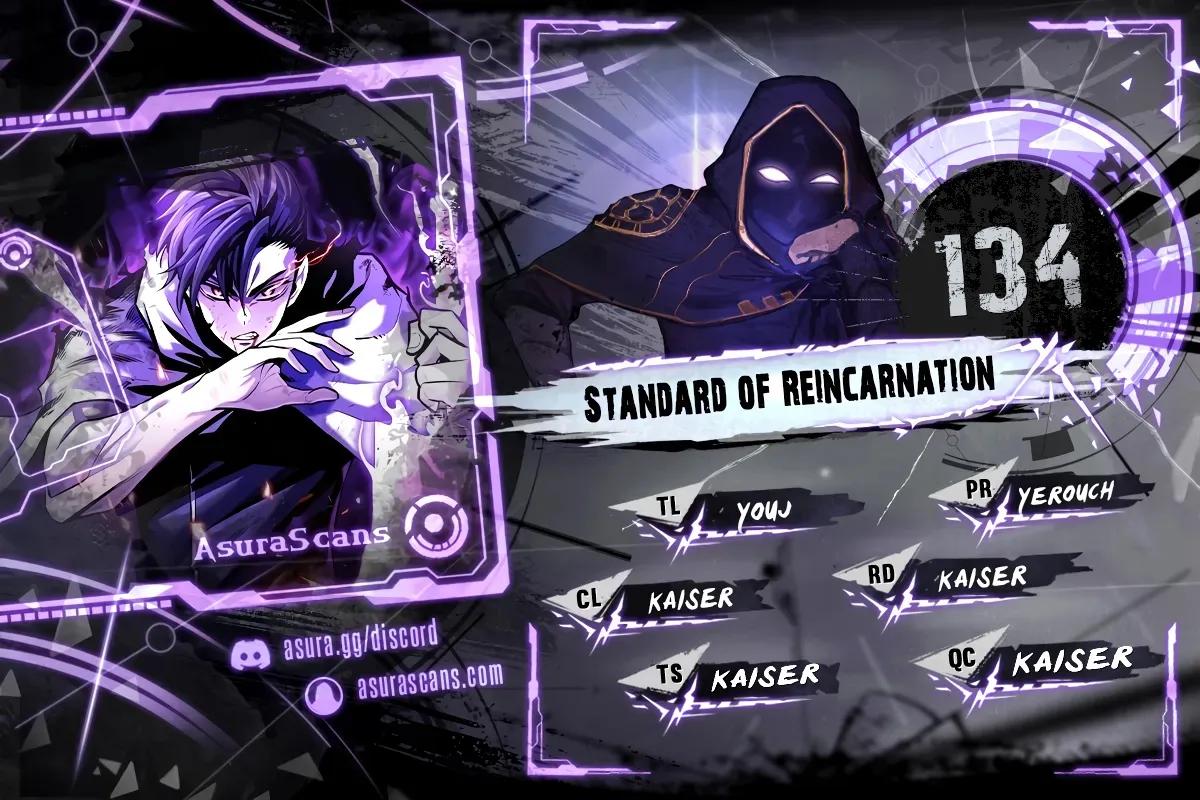 134
STANDARD OF REINCARNATION
TL YOUJ
PR YEROUCH
CL KAISER
RD KAISER
TS KAISER
QC KAISER
AsuraScans
asura.gg/discord
asurascans.com